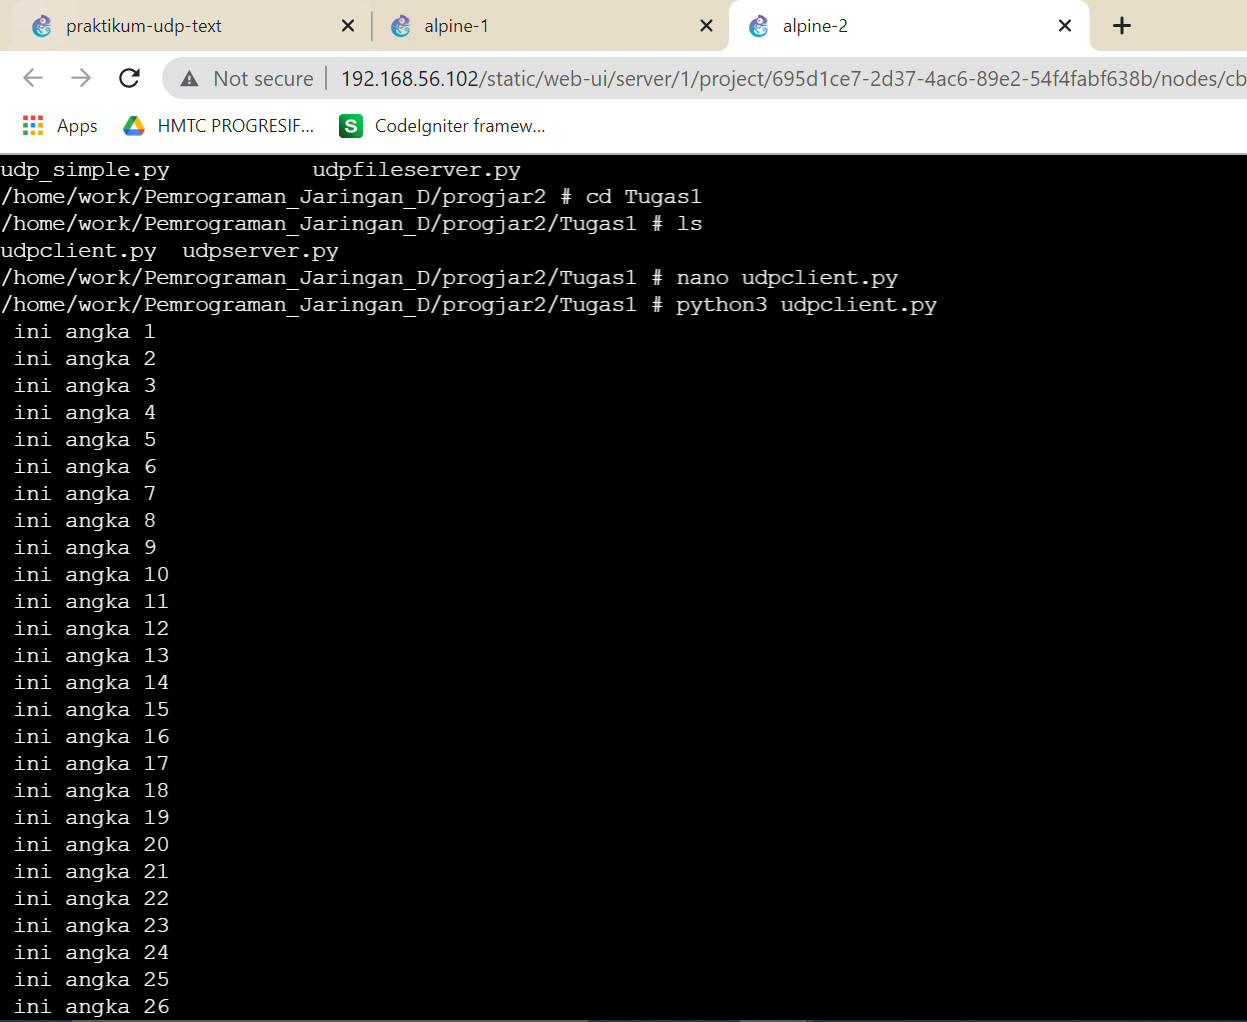 praktikum-udp-text alpine-1 alpine-2
Not secure 192.168.56.102/static/web-ui/server/1/project/695d1ce7-2d37-4ac6-89e2-54f4fabf638b/nodes/cb
Apps HMTC PROGRESIF... S CodeIgniter framew...
udp_simple.py udpfileserver.py
/home/work/Pemrograman_Jaringan_D/progjar2 # cd Tugas1
/home/work/Pemrograman_Jaringan_D/progjar2/Tugas1 # ls
udpclient.py udpserver.py
/home/work/Pemrograman_Jaringan_D/progjar2/Tugas1 # nano udpclient.py
/home/work/Pemrograman_Jaringan_D/progjar2/Tugas1 # python3 udpclient.py
ini angka 1
ini angka 2
ini angka 3
ini angka 4
ini angka 5
ini angka 6
ini angka 7
ini angka 8
ini angka 9
ini angka 10
ini angka 11
ini angka 12
ini angka 13
ini angka 14
ini angka 15
ini angka 16
ini angka 17
ini angka 18
ini angka 19
ini angka 20
ini angka 21
ini angka 22
ini angka 23
ini angka 24
ini angka 25
ini angka 26